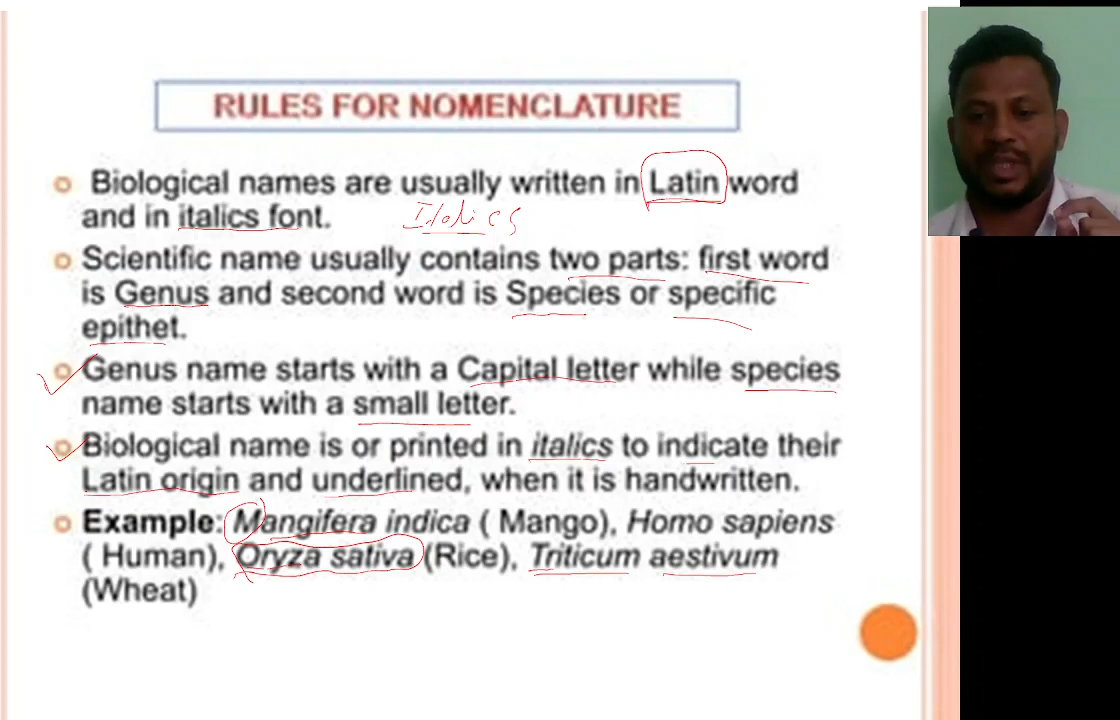 RULES FOR NOMENCLATURE
Biological names are usually written in Latin word
and in italics font. Italics
Scientific name usually contains two parts: first word
is Genus and second word is Species or specific
epithet.
Genus name starts with a Capital letter while species
name starts with a small letter.
Biological name is or printed in italics to indicate their
Latin origin and underlined, when it is handwritten.
Example: Mangifera indica ( Mango), Homo sapiens
( Human), Oryza sativa (Rice), Triticum aestivum
(Wheat)